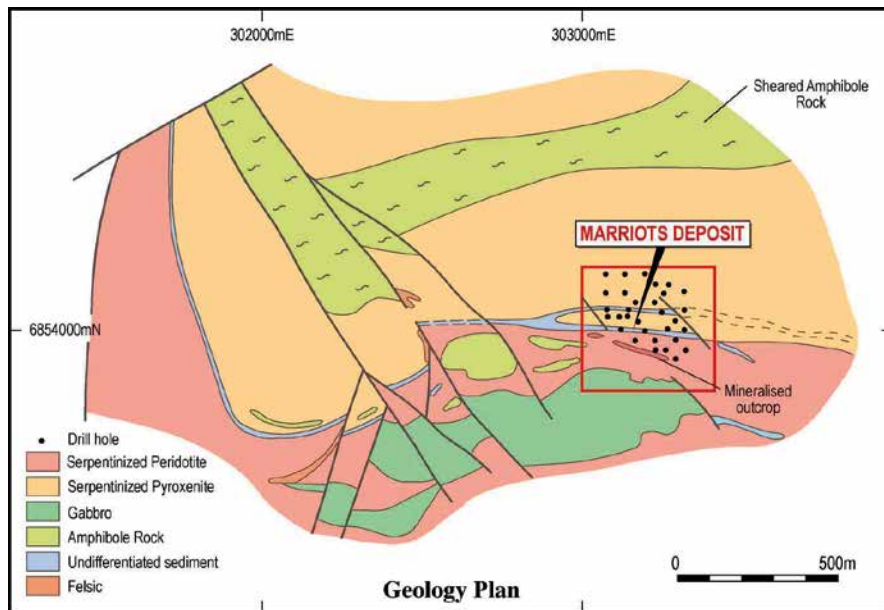 302000mE
303000mE
Sheared Amphibole
Rock
MARRIOTS DEPOSIT
6854000mN
Mineralised
outcrop
Drill hole
Serpentinized Peridotite
Serpentinized Pyroxenite
Gabbro
Amphibole Rock
Undifferentiated sediment
Felsic
0 500m
Geology Plan